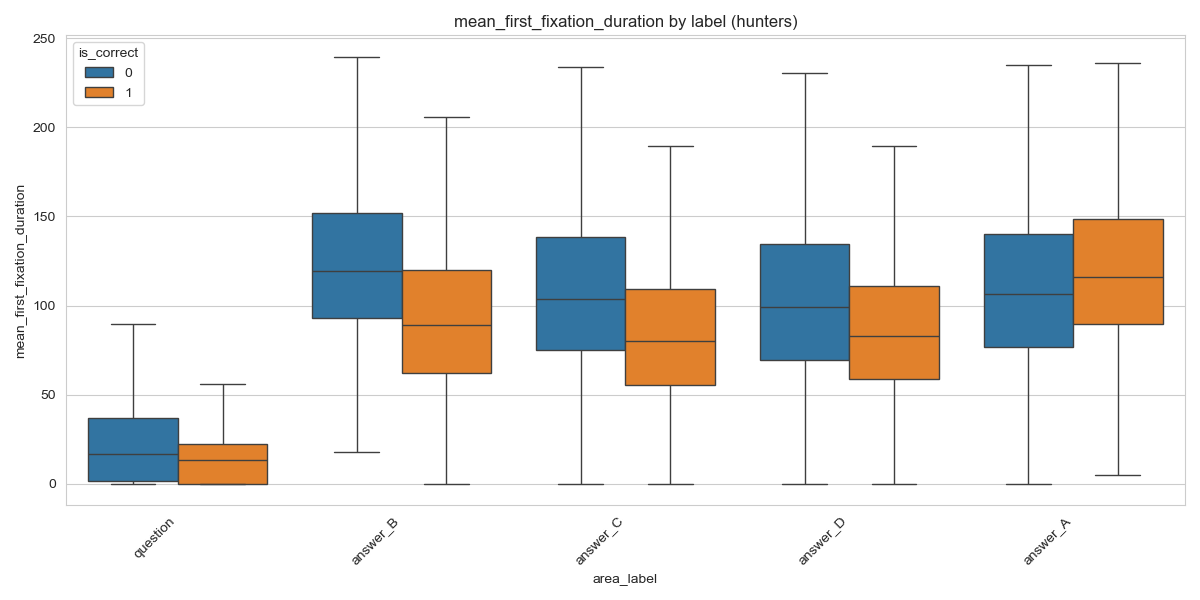 mean_first_fixation_duration by label (hunters)
is_correct
0
1
mean_first_fixation_duration
250
200
150
100
50
0
question
answer_B
answer_C
answer_D
answer_A
area_label